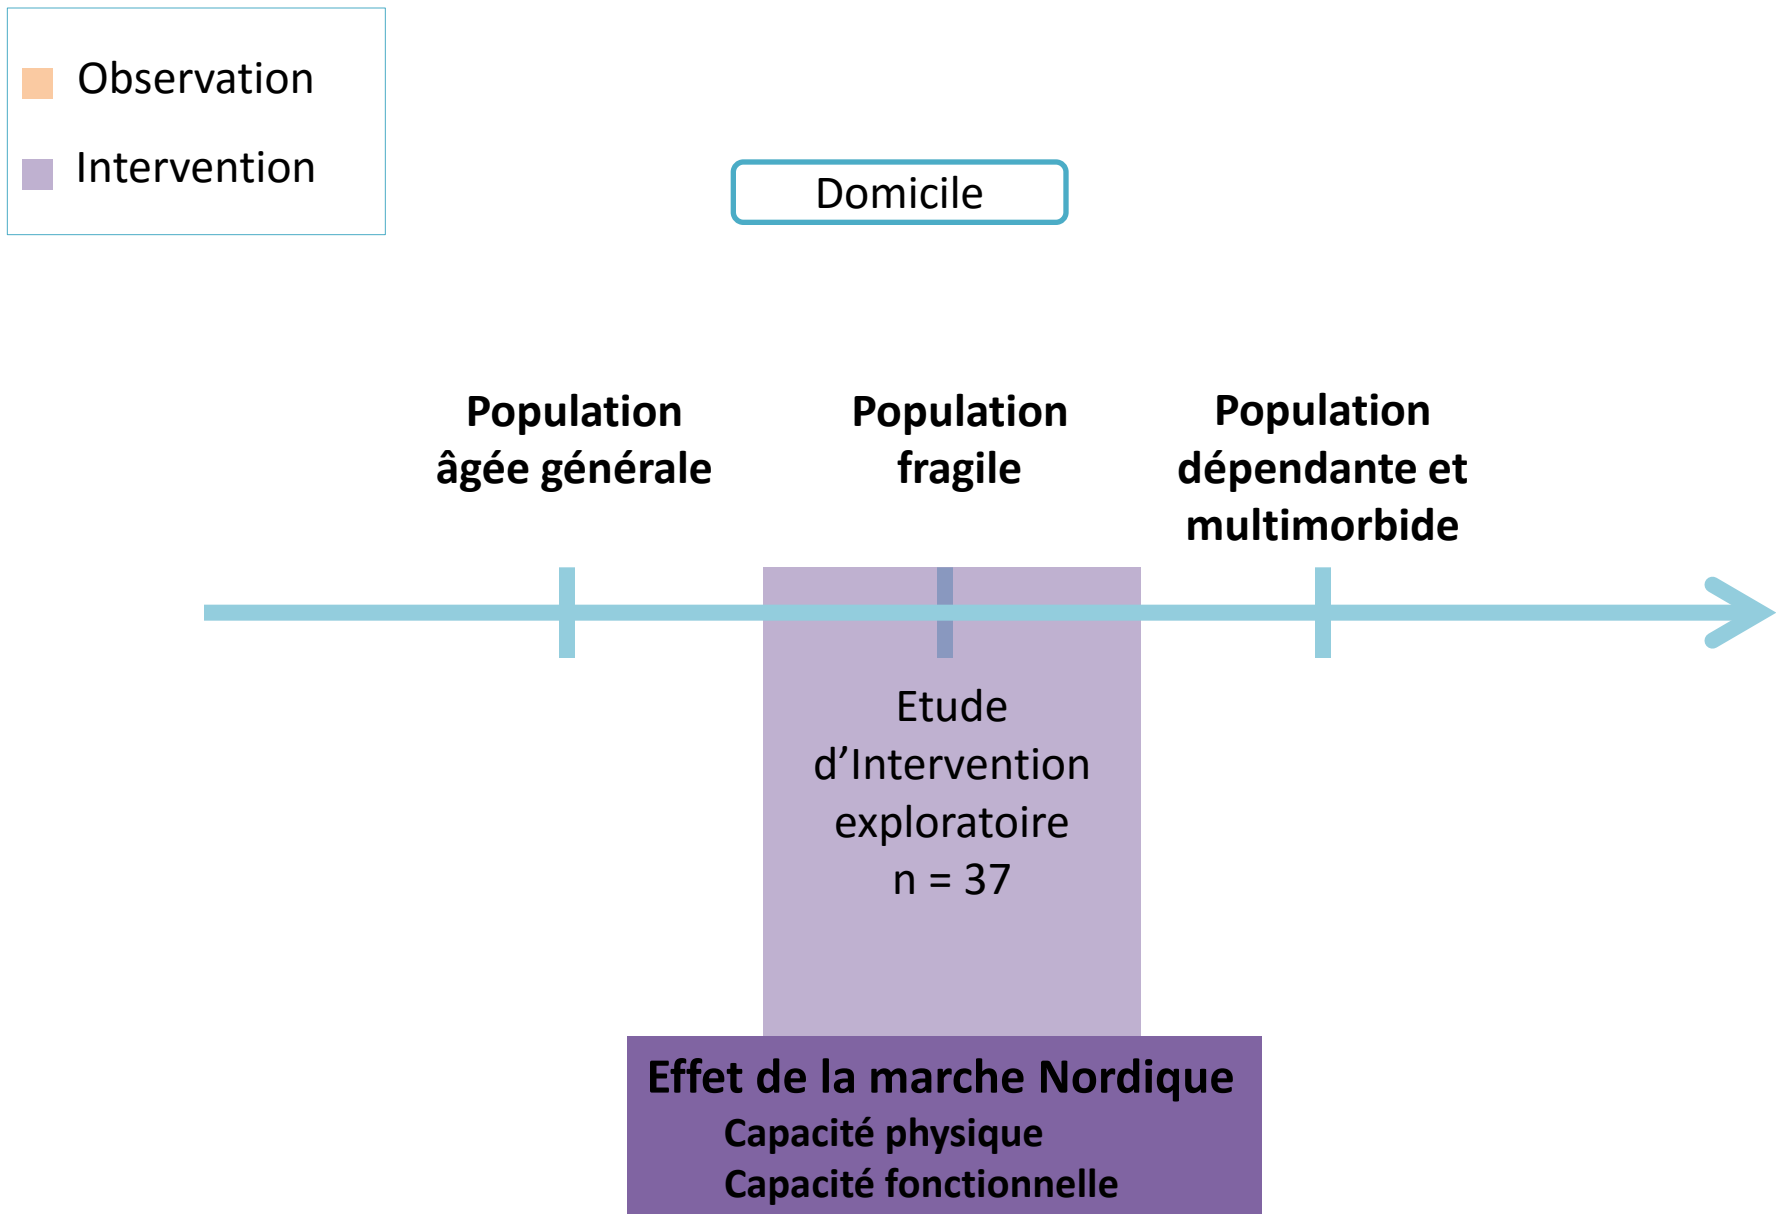 Observation
Intervention
Domicile
Population
âgée générale
Population
fragile
Population
dépendante et
multimorbide
Etude
d’Intervention
exploratoire
n = 37
Effet de la marche Nordique
Capacité physique
Capacité fonctionnelle